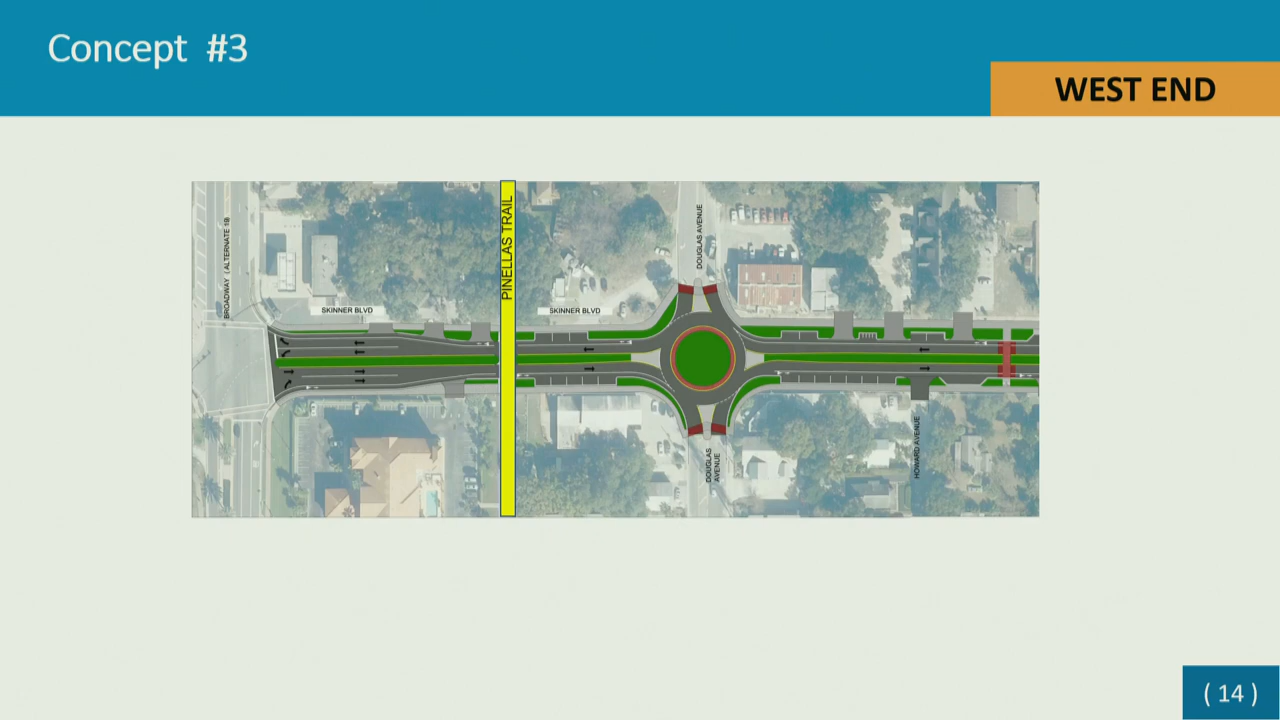 Concept #3
WEST END
BROADWAY ( ALTERNATE 19)
SKINNER BLVD
PINELLAS TRAIL
SKINNER BLVD
DOUGLAS AVENUE
DOUGLAS
AVENUE
HOWARD AVENUE
( 14 )